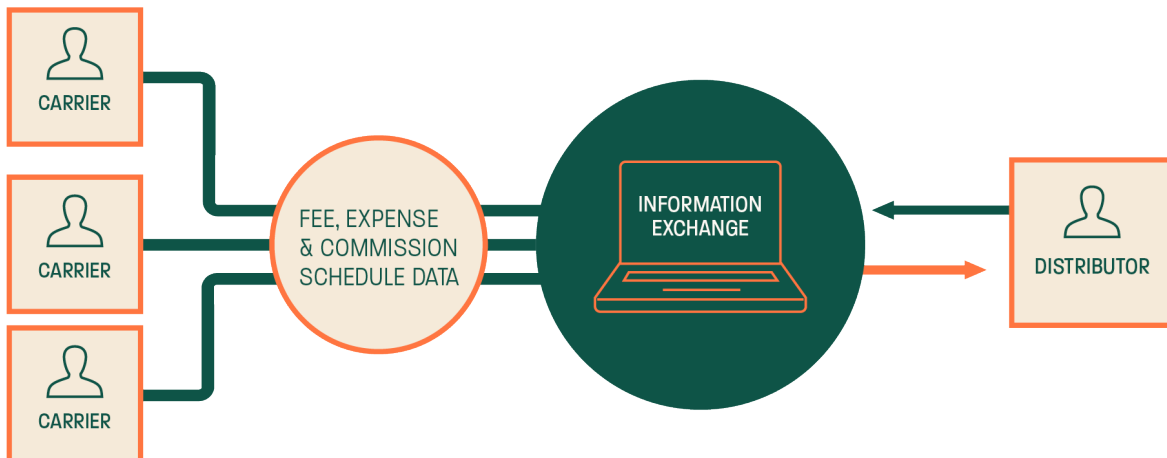 CARRIER
CARRIER
CARRIER
FEE, EXPENSE
& COMMISSION
SCHEDULE DATA
INFORMATION
EXCHANGE
DISTRIBUTOR